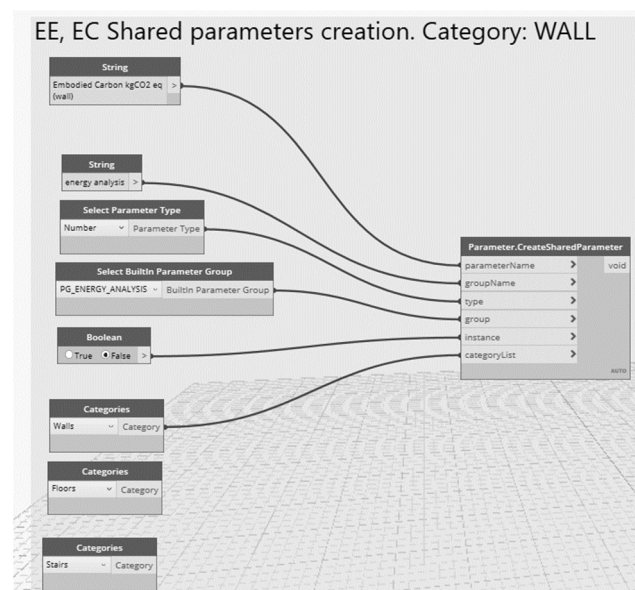 EE, EC Shared parameters creation. Category: WALL
String
Embodied Carbon kgCO2 eq >
(wall)
String
energy analysis >
Select Parameter Type
Number Parameter Type
Select BuiltIn Parameter Group
PG_ENERGY_ANALYSIS BuiltIn Parameter Group
Boolean
True False >
Categories
Walls Category
Categories
Floors Category
Categories
Stairs Category
Parameter.CreateSharedParameter
parameterName > void
groupName >
type >
group >
instance >
categoryList >
AUTO